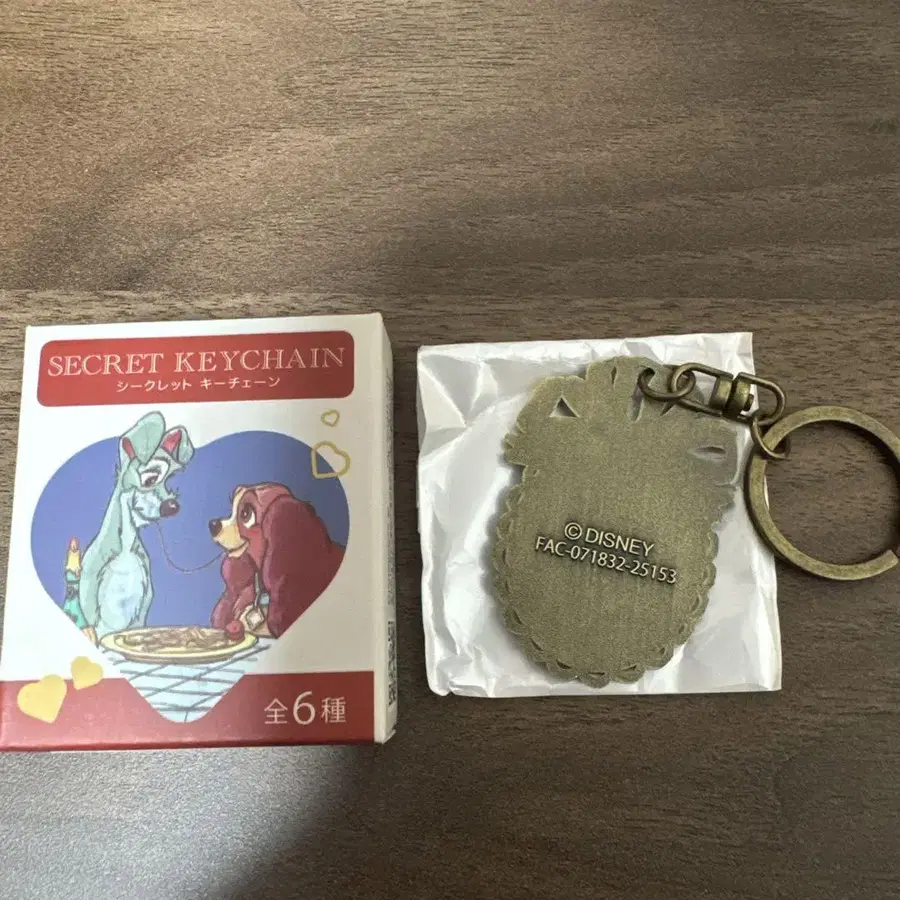 SECRET KEYCHAIN
シークレット キーチェーン
全6種
© DISNEY
FAC-071832-25153